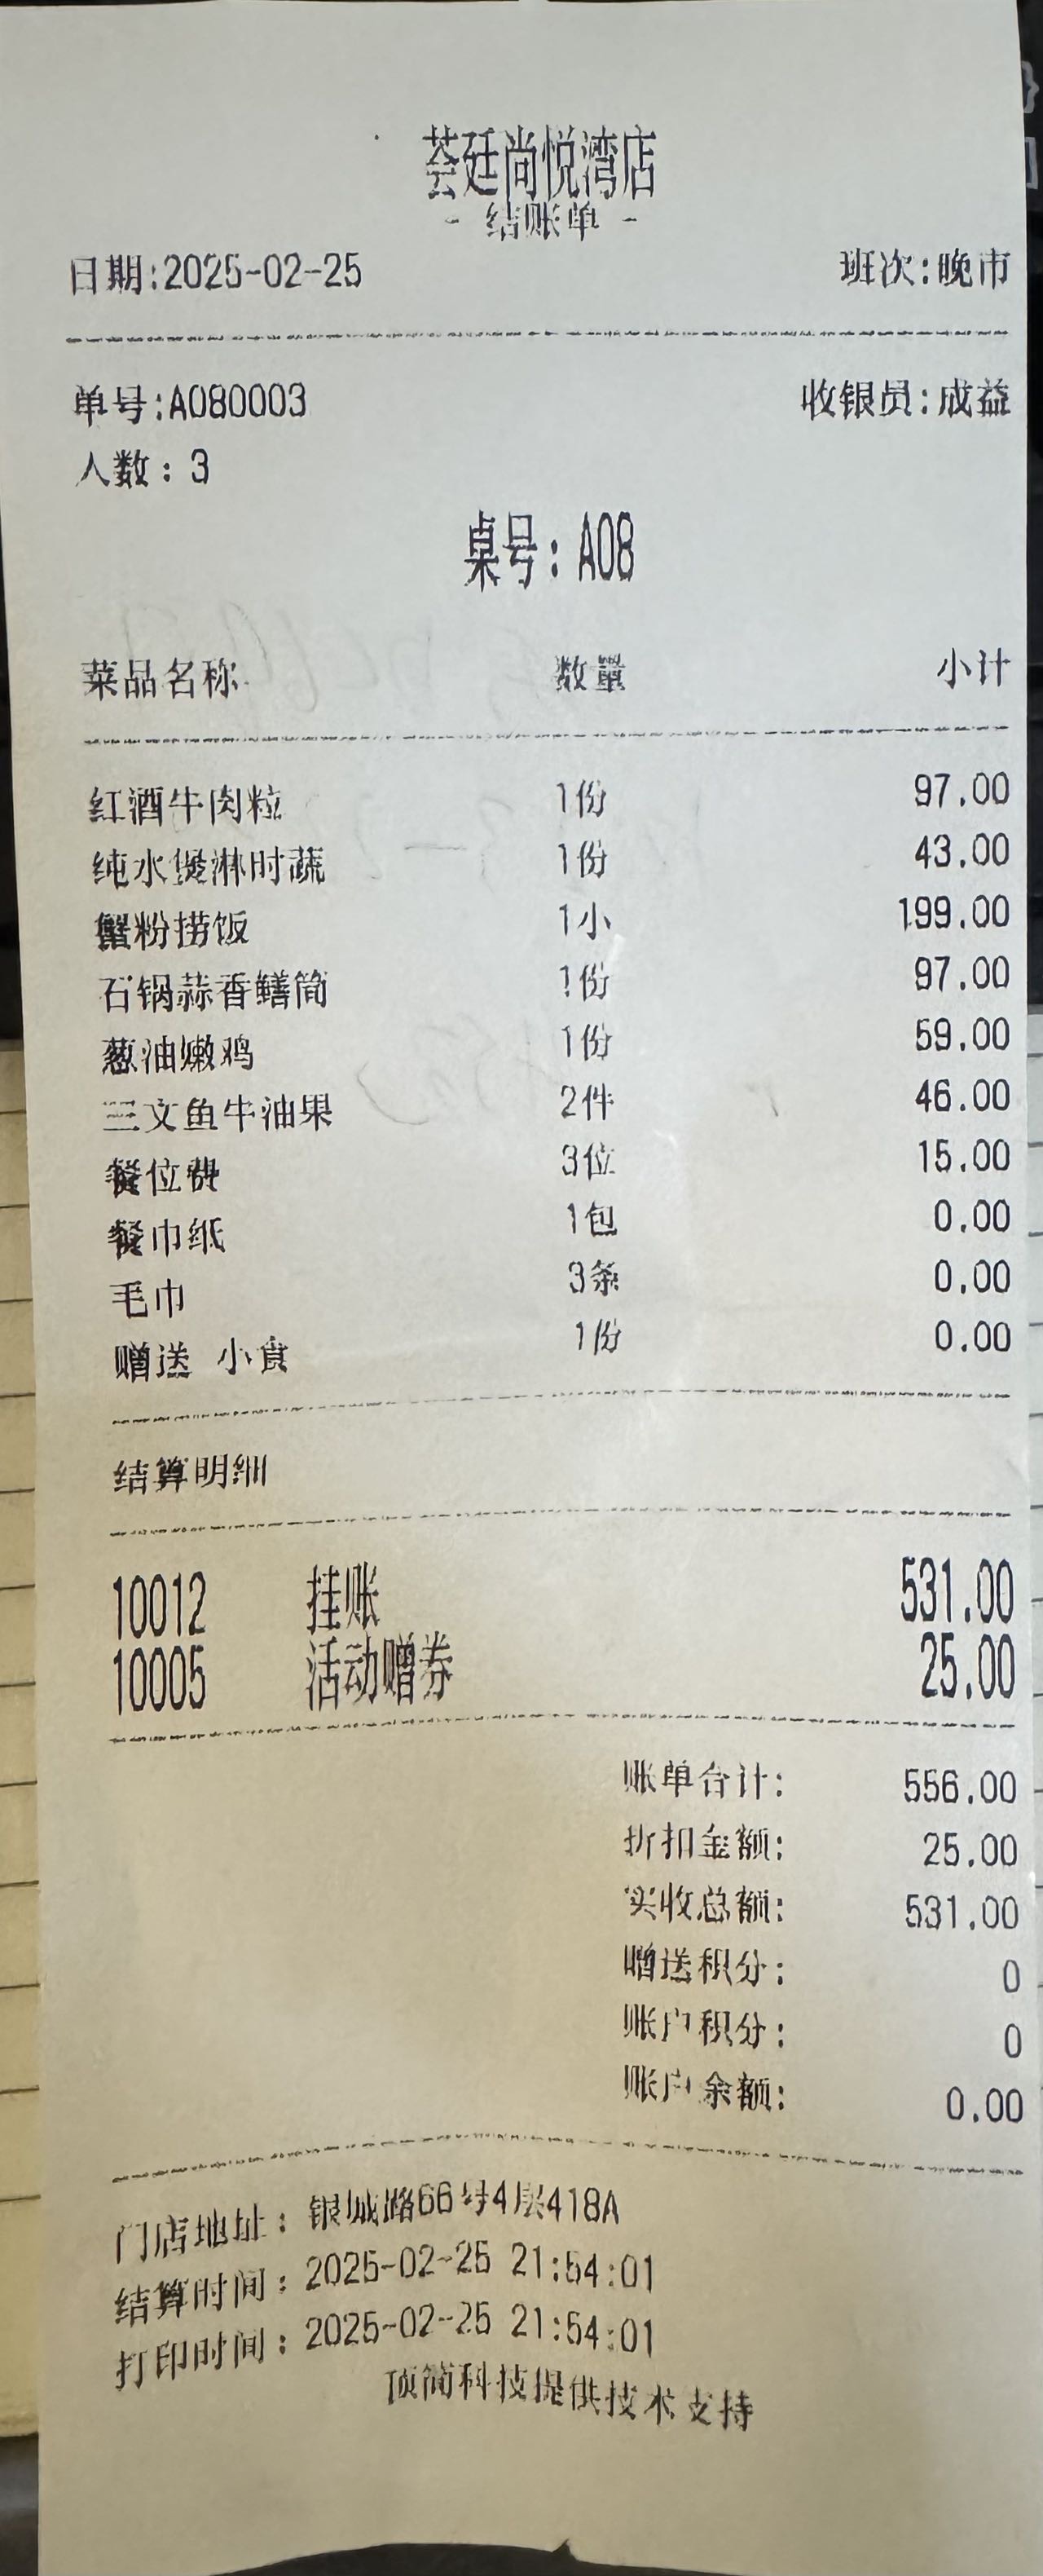 荟廷尚悦湾店
- 结账单 -
日期:2025-02-25 班次:晚市
单号:A080003 收银员:成益
人数:3
桌号:A08
菜品名称 数量 小计
红酒牛肉粒 1份 97.00
纯水煲淋时蔬 1份 43.00
蟹粉捞饭 1小 199.00
石锅蒜香鳝筒 1份 97.00
葱油嫩鸡 1份 59.00
三文鱼牛油果 2件 46.00
餐位费 3位 15.00
餐巾纸 1包 0.00
毛巾 3条 0.00
赠送 小食 1份 0.00
结算明细
10012 挂账 531.00
10005 活动赠券 25.00
账单合计: 556.00
折扣金额: 25.00
实收总额: 531.00
赠送积分: 0
账户积分: 0
账户余额: 0.00
门店地址:银城路66号4层418A
结算时间:2025-02-25 21:54:01
打印时间:2025-02-25 21:54:01
顶简科技提供技术支持